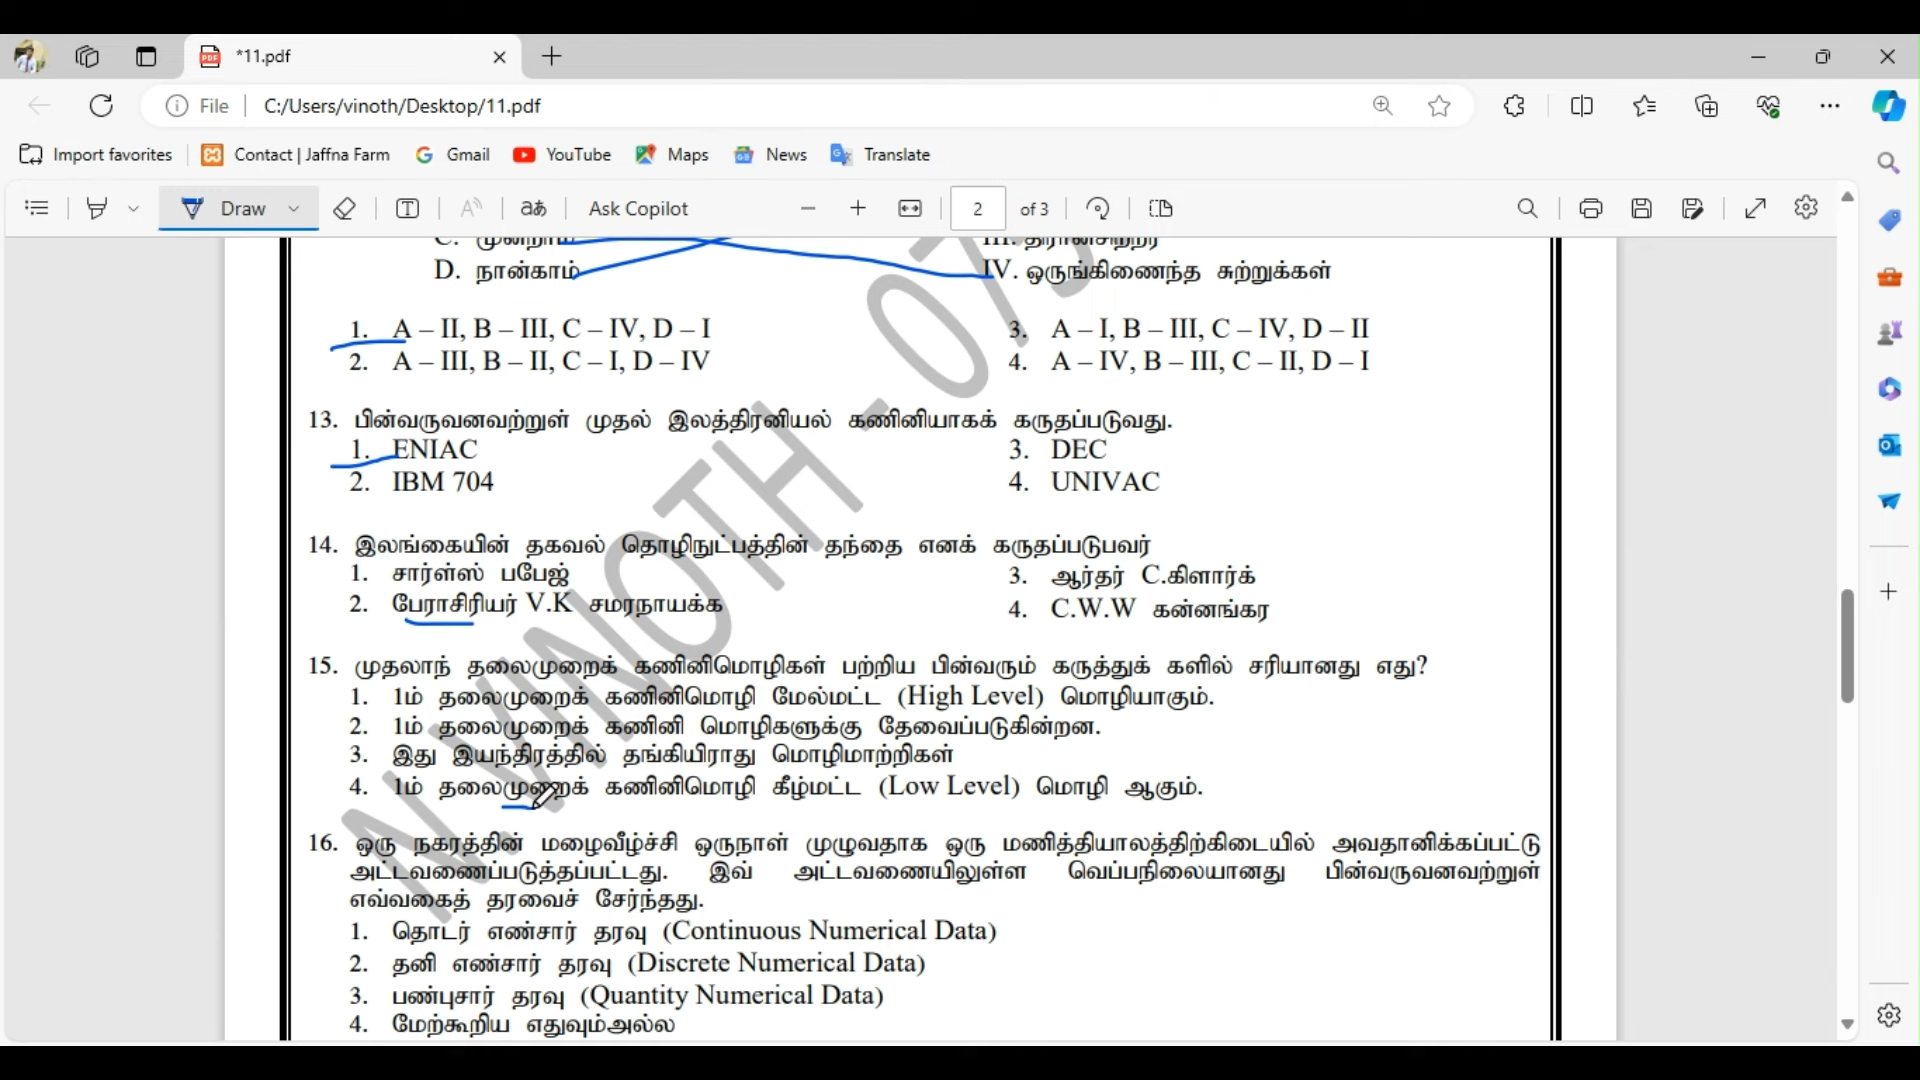 *11.pdf
File
C:/Users/vinoth/Desktop/11.pdf
Import favorites
Contact | Jaffna Farm
Gmail
YouTube
Maps
News
Translate
Draw
Ask Copilot
2 of 3
D. நான்காம் IV. ஒருங்கிணைந்த சுற்றுக்கள்
1. A – II, B – III, C – IV, D – I 3. A – I, B – III, C – IV, D – II
2. A – III, B – II, C – I, D – IV 4. A – IV, B – III, C – II, D – I
13. பின்வருவனவற்றுள் முதல் இலத்திரனியல் கணினியாகக் கருதப்படுவது.
1. ENIAC 3. DEC
2. IBM 704 4. UNIVAC
14. இலங்கையின் தகவல் தொழிநுட்பத்தின் தந்தை எனக் கருதப்படுபவர்
1. சார்ள்ஸ் பபேஜ் 3. ஆர்தர் C.கிளார்க்
2. பேராசிரியர் V.K சமரநாயக்க 4. C.W.W கன்னங்கர
15. முதலாந் தலைமுறைக் கணினிமொழிகள் பற்றிய பின்வரும் கருத்துக் களில் சரியானது எது?
1. 1ம் தலைமுறைக் கணினிமொழி மேல்மட்ட (High Level) மொழியாகும்.
2. 1ம் தலைமுறைக் கணினி மொழிகளுக்கு தேவைப்படுகின்றன.
3. இது இயந்திரத்தில் தங்கியிராது மொழிமாற்றிகள்
4. 1ம் தலைமுறைக் கணினிமொழி கீழ்மட்ட (Low Level) மொழி ஆகும்.
16. ஒரு நகரத்தின் மழைவீழ்ச்சி ஒருநாள் முழுவதாக ஒரு மணித்தியாலத்திற்கிடையில் அவதானிக்கப்பட்டு
அட்டவணைப்படுத்தப்பட்டது. இவ் அட்டவணையிலுள்ள வெப்பநிலையானது பின்வருவனவற்றுள்
எவ்வகைத் தரவைச் சேர்ந்தது.
1. தொடர் எண்சார் தரவு (Continuous Numerical Data)
2. தனி எண்சார் தரவு (Discrete Numerical Data)
3. பண்புசார் தரவு (Quantity Numerical Data)
4. மேற்கூறிய எதுவும்அல்ல
N.VINOTH - 07